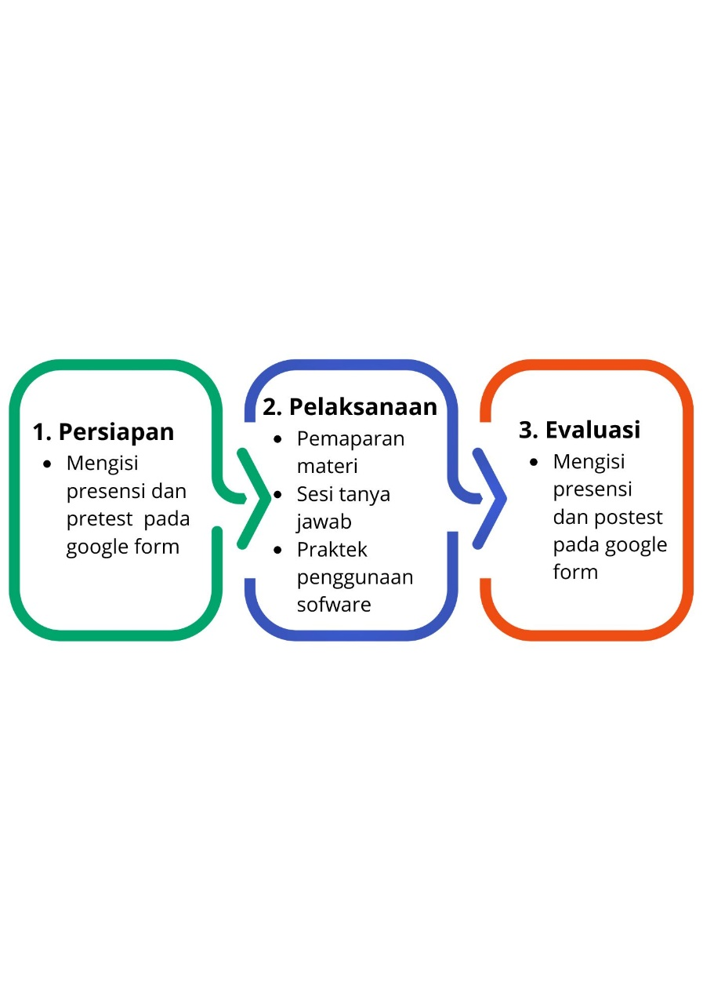 1. Persiapan
• Mengisi
presensi dan
pretest  pada
google form
2. Pelaksanaan
• Pemaparan
materi
• Sesi tanya
jawab
• Praktek
penggunaan
sofware
3. Evaluasi
• Mengisi
presensi
dan postest
pada google
form